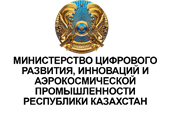 МИНИСТЕРСТВО ЦИФРОВОГО
РАЗВИТИЯ, ИННОВАЦИЙ И
АЭРОКОСМИЧЕСКОЙ
ПРОМЫШЛЕННОСТИ
РЕСПУБЛИКИ КАЗАХСТАН